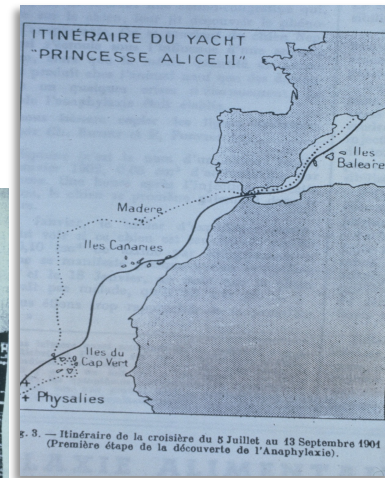 ITINÉRAIRE DU YACHT
"PRINCESSE ALICE II"
Iles
Baleare
Madere
Iles Canaries
Iles du
Cap Vert
+ Physalies
g. 3. — Itinéraire de la croisière du 5 Juillet au 13 Septembre 1901
(Première étape de la découverte de l'Anaphylaxie).